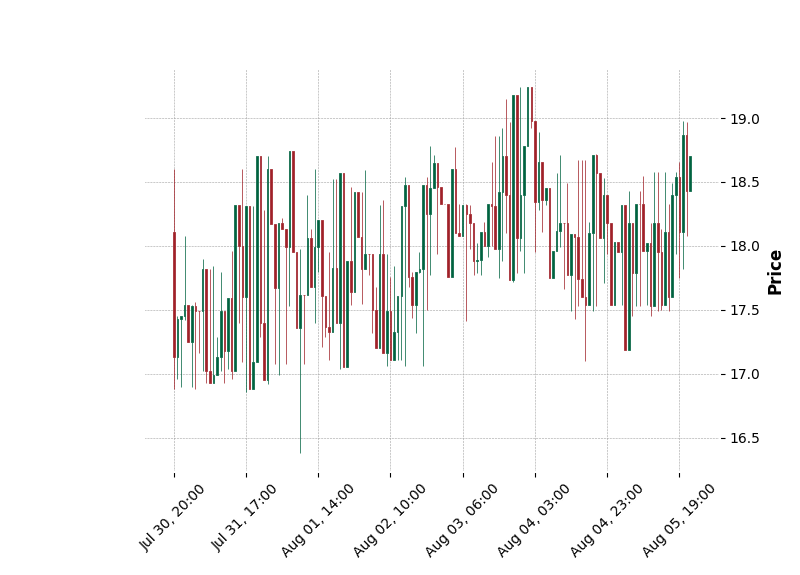 19.0
18.5
18.0
17.5
17.0
16.5
Price
Jul 30, 20:00
Jul 31, 17:00
Aug 01, 14:00
Aug 02, 10:00
Aug 03, 06:00
Aug 04, 03:00
Aug 04, 23:00
Aug 05, 19:00